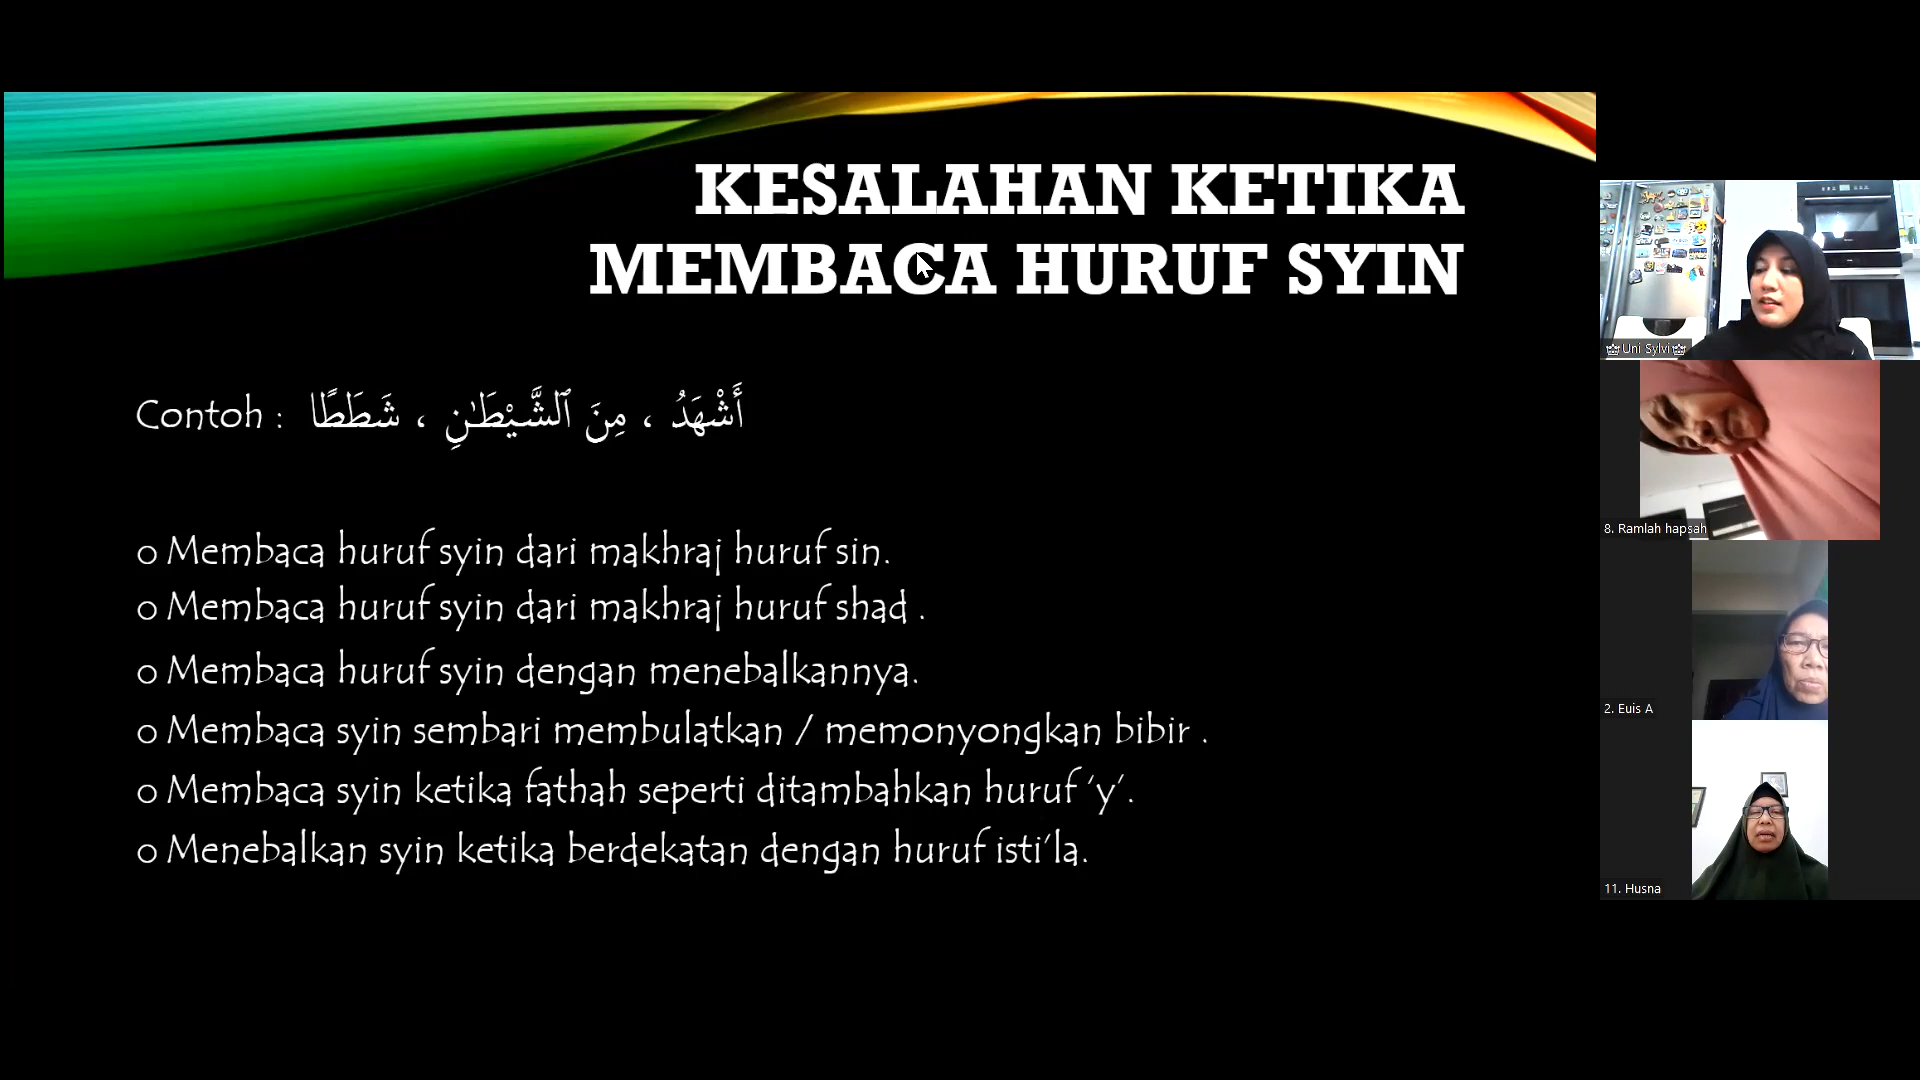 KESALAHAN KETIKA
MEMBACA HURUF SYIN
Contoh : أَشْهَدُ ، مِنَ ٱلشَّيْطَـٰنِ ، شَطَطًا
o Membaca huruf syin dari makhraj huruf sin.
o Membaca huruf syin dari makhraj huruf shad .
o Membaca huruf syin dengan menebalkannya.
o Membaca syin sembari membulatkan / memonyongkan bibir .
o Membaca syin ketika fathah seperti ditambahkan huruf ‘y’.
o Menebalkan syin ketika berdekatan dengan huruf isti’la.
Uni Sylvi
8. Ramlah hapsah
2. Euis A
11. Husna